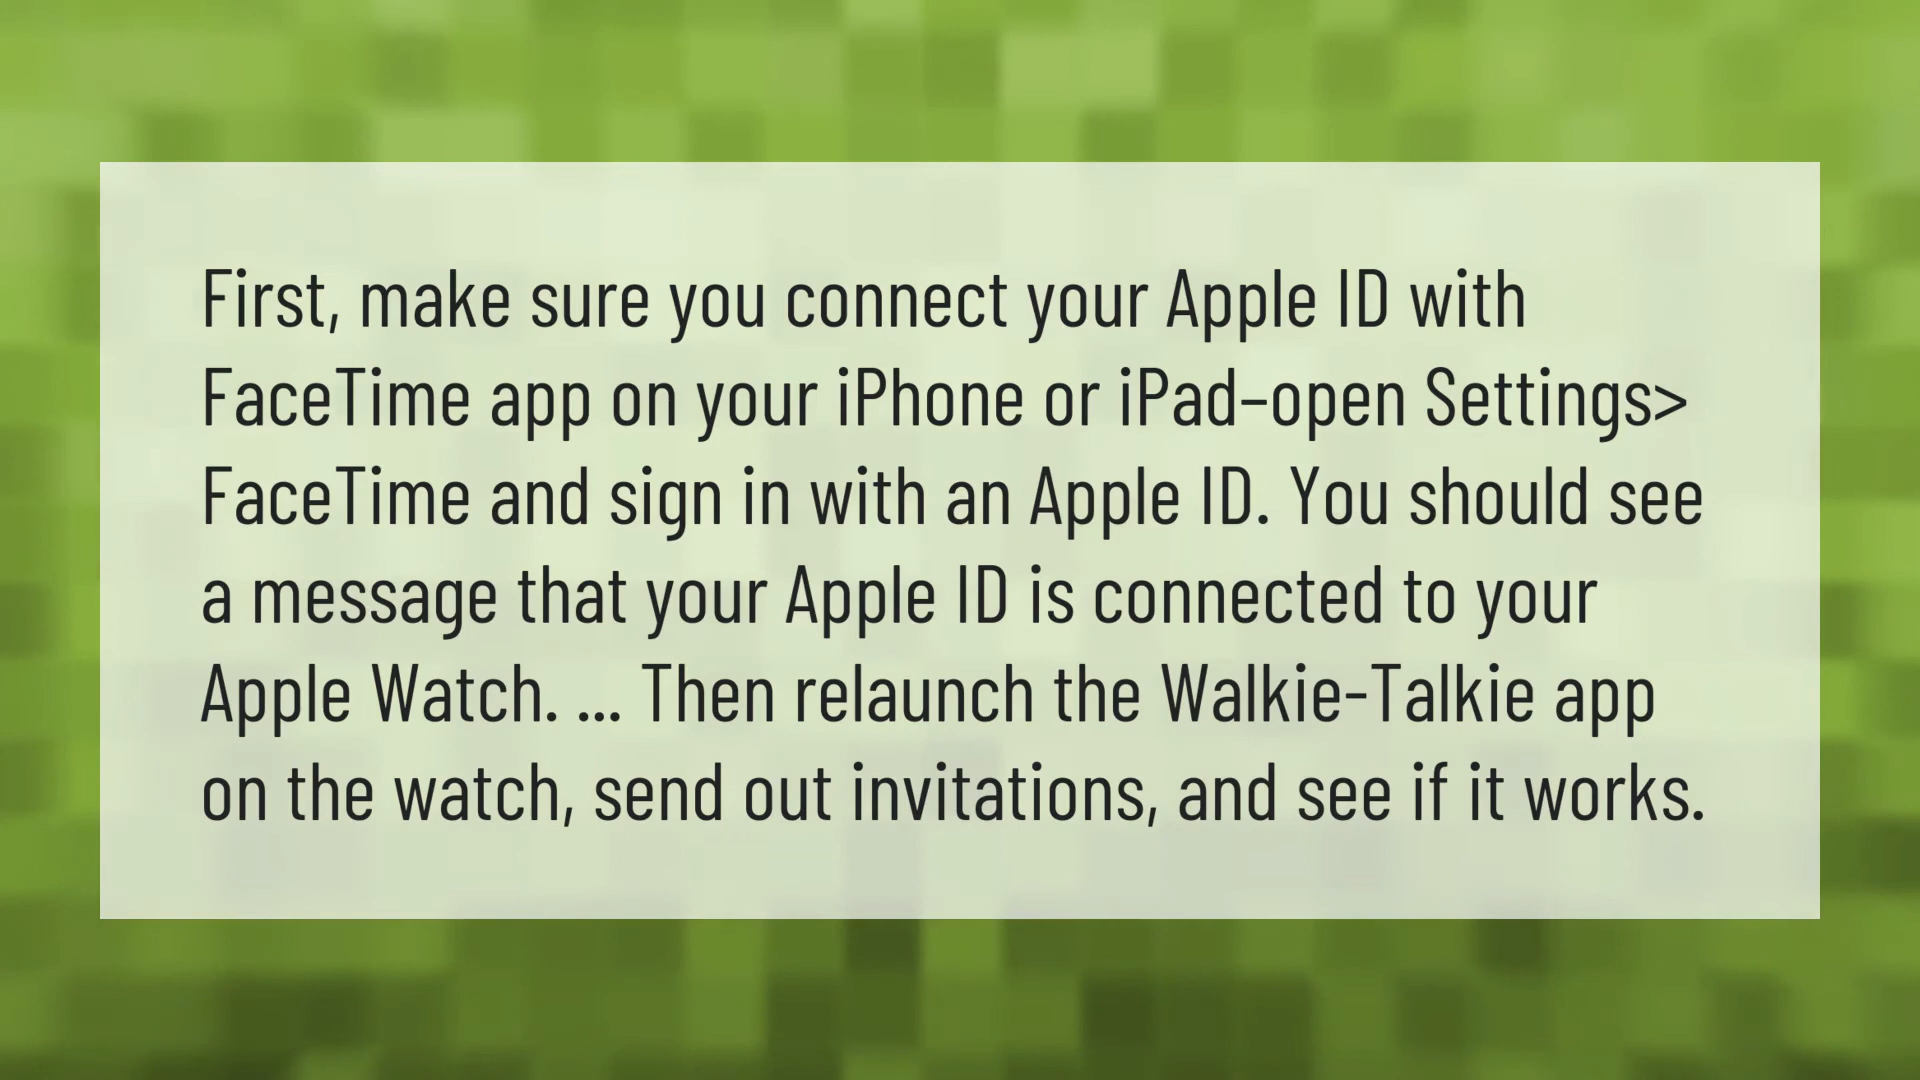 First, make sure you connect your Apple ID with
FaceTime app on your iPhone or iPad–open Settings>
FaceTime and sign in with an Apple ID. You should see
a message that your Apple ID is connected to your
Apple Watch. ... Then relaunch the Walkie-Talkie app
on the watch, send out invitations, and see if it works.